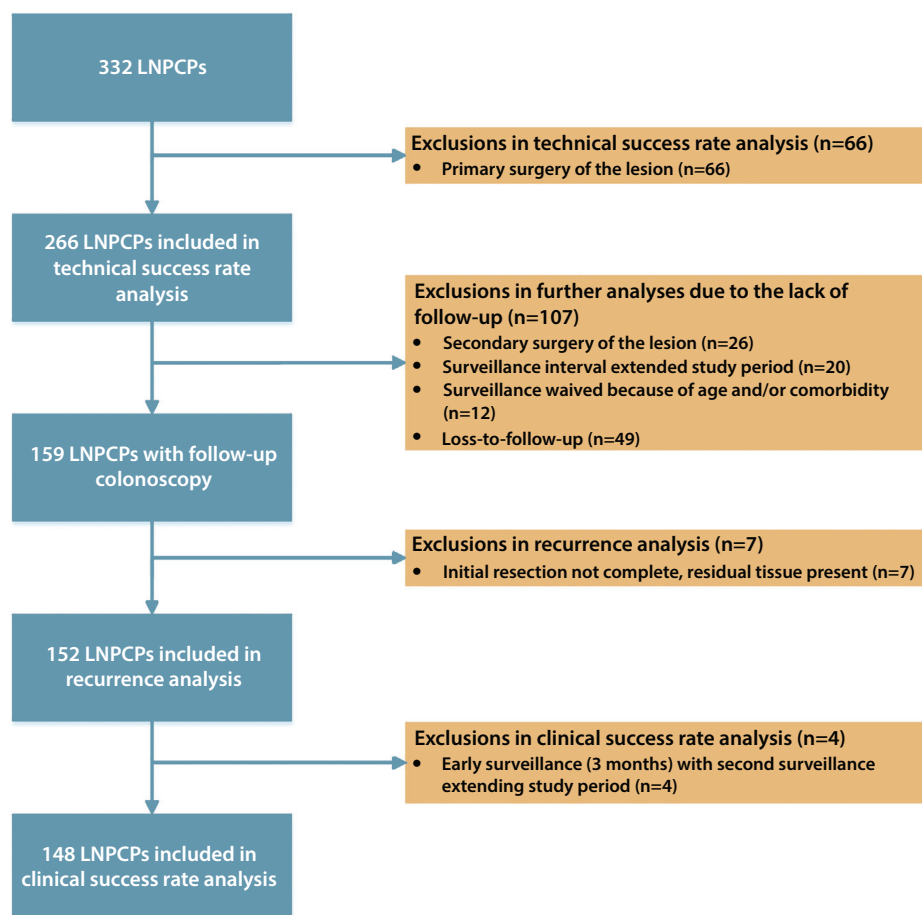 332 LNPCPs
Exclusions in technical success rate analysis (n=66)
• Primary surgery of the lesion (n=66)
266 LNPCPs included in
technical success rate
analysis
Exclusions in further analyses due to the lack of
follow-up (n=107)
• Secondary surgery of the lesion (n=26)
• Surveillance interval extended study period (n=20)
• Surveillance waived because of age and/or comorbidity
(n=12)
• Loss-to-follow-up (n=49)
159 LNPCPs with follow-up
colonoscopy
Exclusions in recurrence analysis (n=7)
• Initial resection not complete, residual tissue present (n=7)
152 LNPCPs included in
recurrence analysis
Exclusions in clinical success rate analysis (n=4)
• Early surveillance (3 months) with second surveillance
extending study period (n=4)
148 LNPCPs included in
clinical success rate analysis